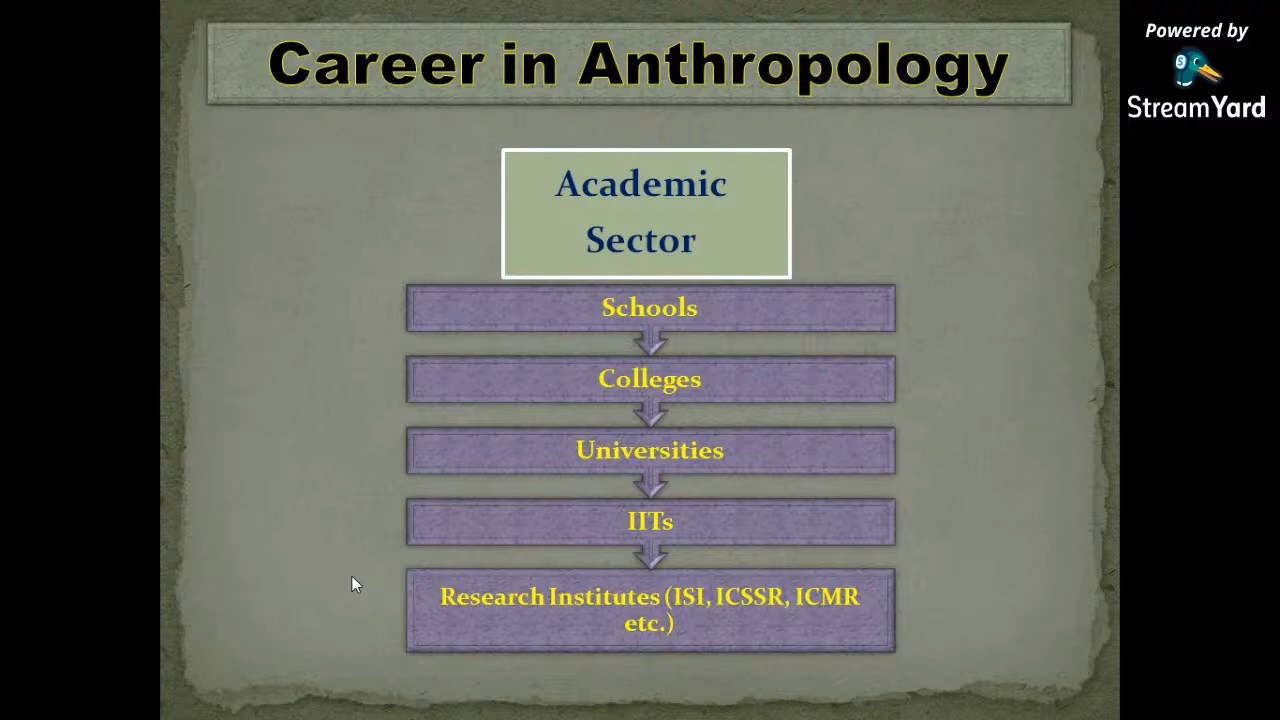 Career in Anthropology
Powered by
StreamYard
Academic
Sector
Schools
Colleges
Universities
IITs
Research Institutes (ISI, ICSSR, ICMR
etc.)